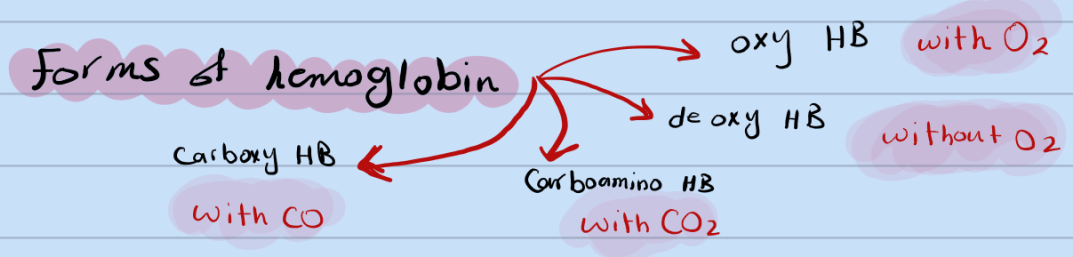 Forms of hemoglobin
oxy HB with O₂
deoxy HB without O₂
Carboxy HB
with CO
Carboamino HB
with CO₂